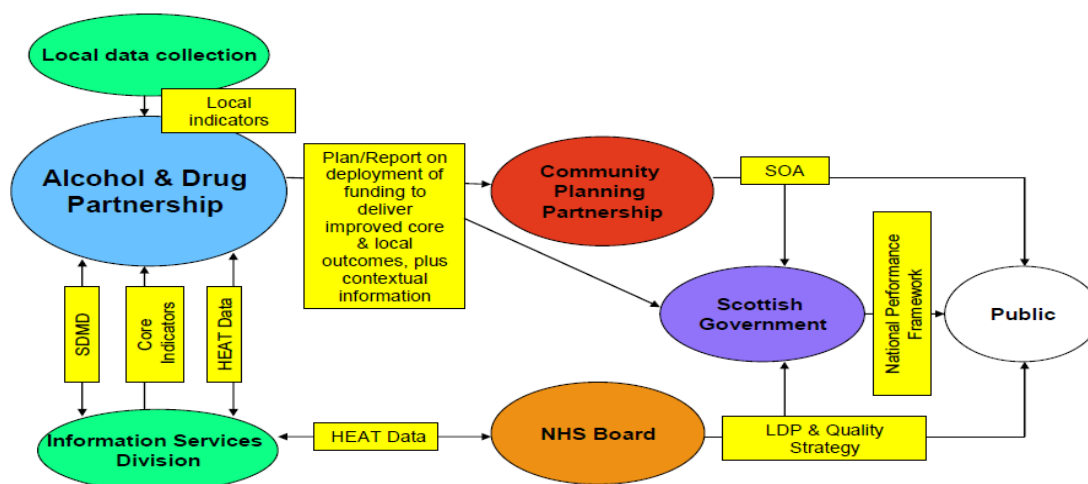 Local data collection
Local
indicators
Alcohol & Drug
Partnership
Plan/Report on
deployment of
funding to
deliver
improved core
& local
outcomes, plus
contextual
information
Community
Planning
Partnership
SOA
Scottish
Government
National Performance
Framework
Public
SDMD
Core
Indicators
HEAT Data
Information Services
Division
HEAT Data
NHS Board
LDP & Quality
Strategy